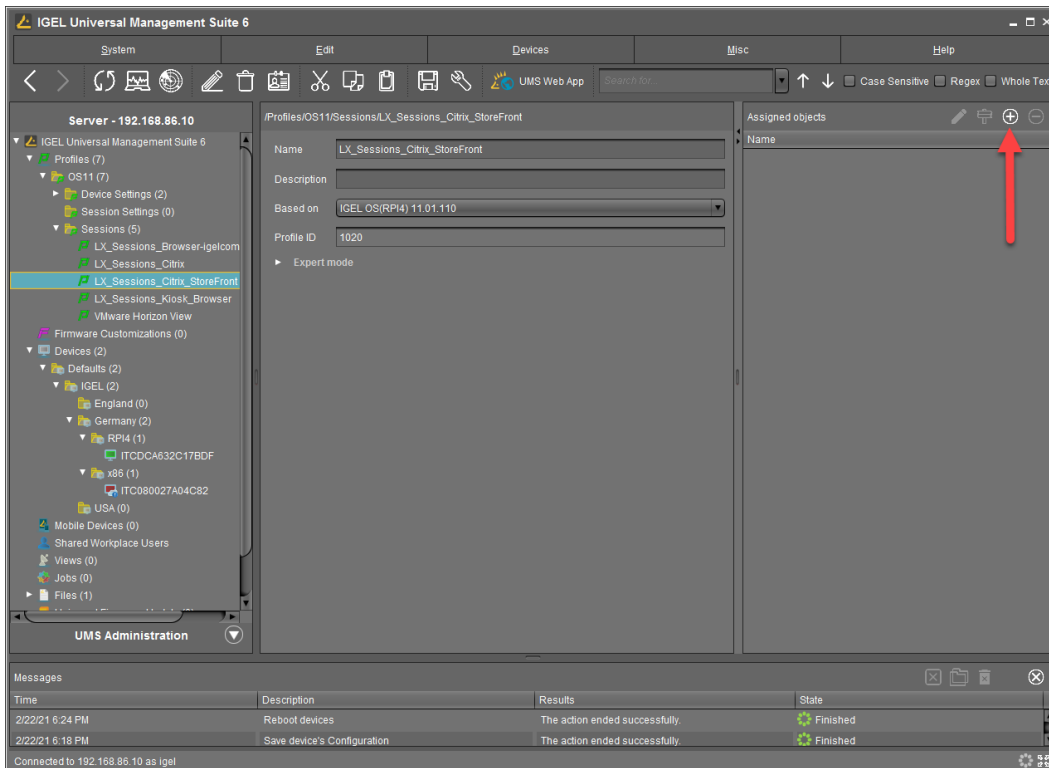 IGEL Universal Management Suite 6
System Edit Devices Misc Help
UMS Web App Search for... Case Sensitive Regex Whole Tex
Server - 192.168.86.10
IGEL Universal Management Suite 6
Profiles (7)
OS11 (7)
Device Settings (2)
Session Settings (0)
Sessions (5)
LX_Sessions_Browser-igelcom
LX_Sessions_Citrix
LX_Sessions_Citrix_StoreFront
LX_Sessions_Kiosk_Browser
VMware Horizon View
Firmware Customizations (0)
Devices (2)
Defaults (2)
IGEL (2)
England (0)
Germany (2)
RPI4 (1)
ITCDCA632C17BDF
x86 (1)
ITC080027A04C82
USA (0)
Mobile Devices (0)
Shared Workplace Users
Views (0)
Jobs (0)
Files (1)
UMS Administration
/Profiles/OS11/Sessions/LX_Sessions_Citrix_StoreFront
Name LX_Sessions_Citrix_StoreFront
Description
Based on IGEL OS(RPI4) 11.01.110
Profile ID 1020
Expert mode
Assigned objects
Name
Messages
Time Description Results State
2/22/21 6:24 PM Reboot devices The action ended successfully. Finished
2/22/21 6:18 PM Save device's Configuration The action ended successfully. Finished
Connected to 192.168.86.10 as igel